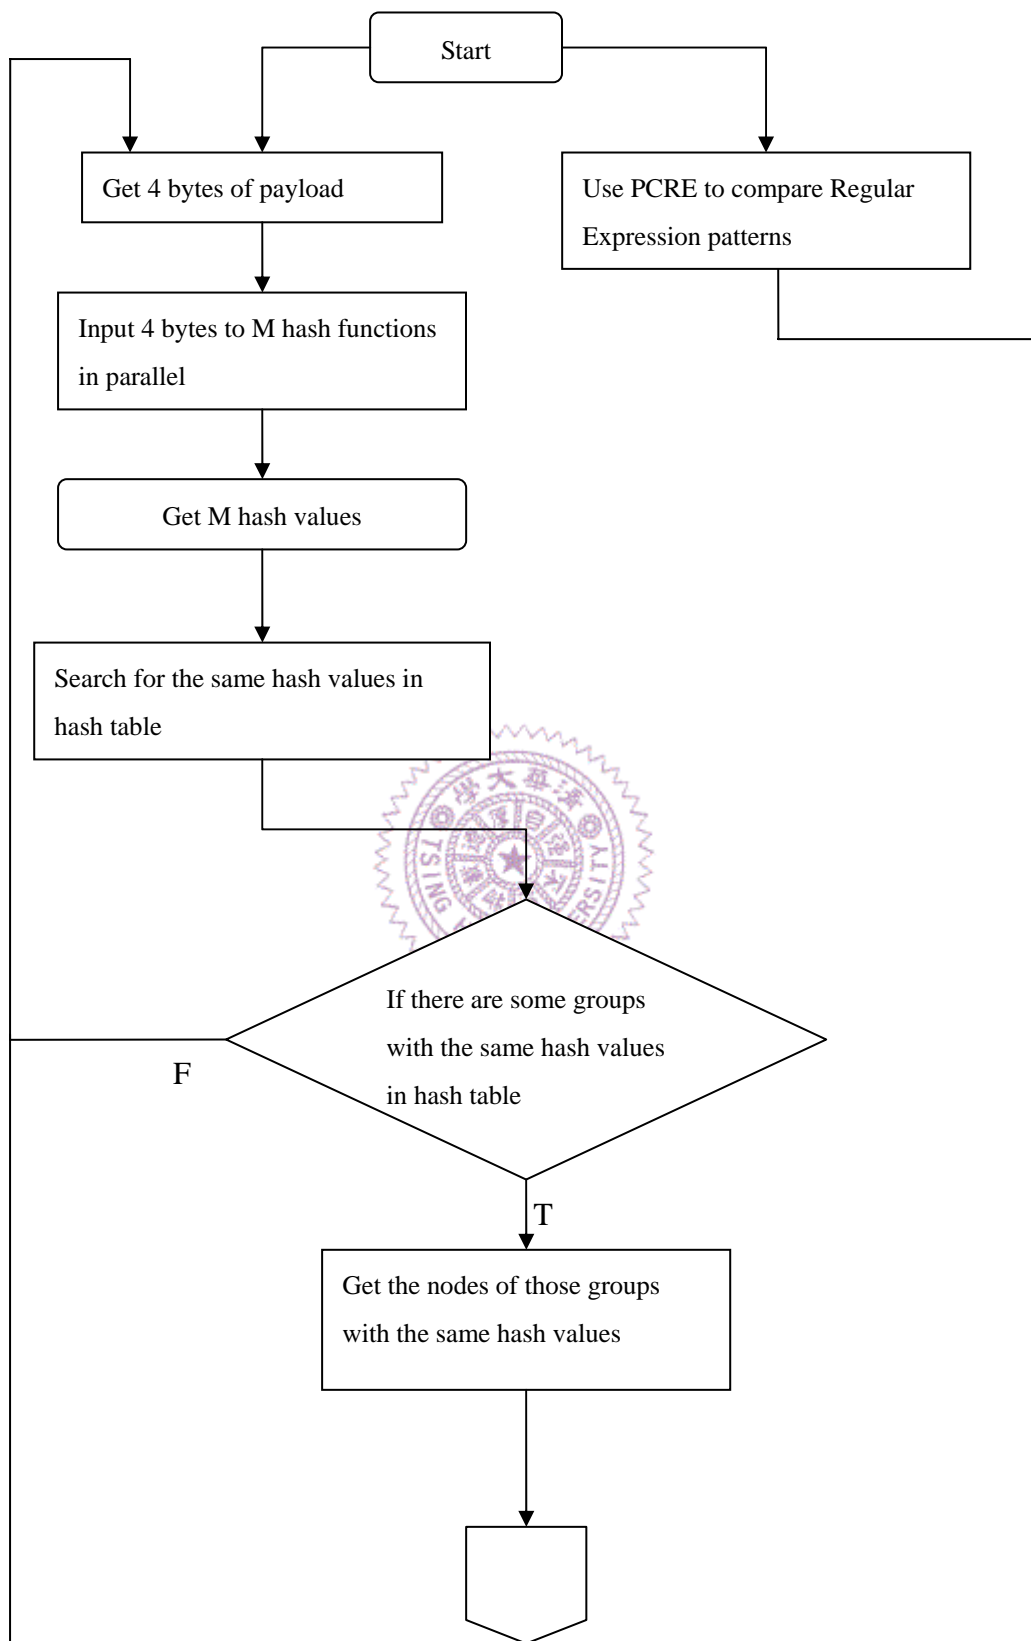 Start
Get 4 bytes of payload
Use PCRE to compare Regular
Expression patterns
Input 4 bytes to M hash functions
in parallel
Get M hash values
Search for the same hash values in
hash table
TSING
ERSITY
If there are some groups
with the same hash values
in hash table
F
T
Get the nodes of those groups
with the same hash values